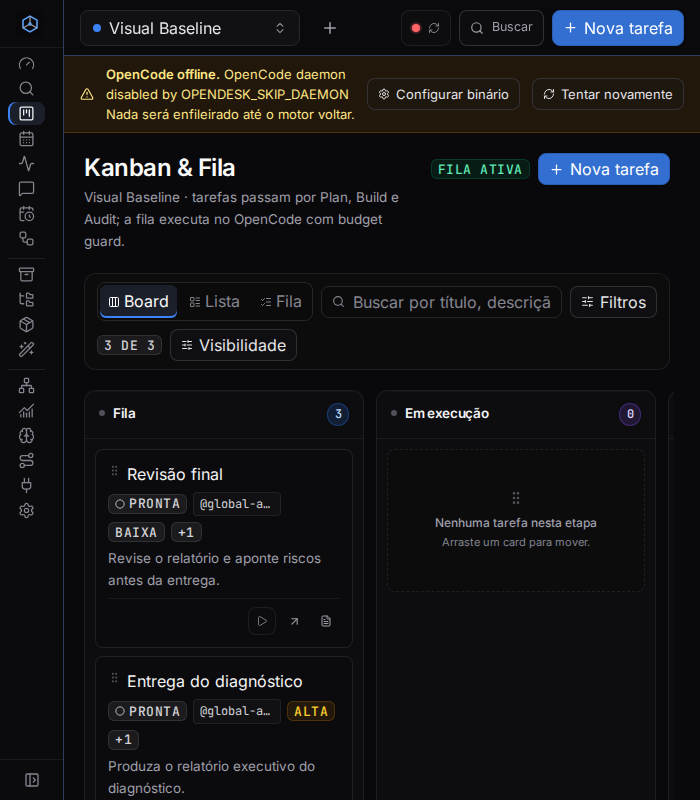 Visual Baseline
Buscar
Nova tarefa
OpenCode offline. OpenCode daemon
disabled by OPENDESK_SKIP_DAEMON
Nada será enfileirado até o motor voltar.
Configurar binário
Tentar novamente
Kanban & Fila
FILA ATIVA
Nova tarefa
Visual Baseline · tarefas passam por Plan, Build e
Audit; a fila executa no OpenCode com budget
guard.
Board
Lista
Fila
Buscar por título, descriçã
Filtros
3 DE 3
Visibilidade
Fila
3
Em execução
0
Revisão final
PRONTA
@global-a…
BAIXA
+1
Revise o relatório e aponte riscos
antes da entrega.
Nenhuma tarefa nesta etapa
Arraste um card para mover.
Entrega do diagnóstico
PRONTA
@global-a…
ALTA
+1
Produza o relatório executivo do
diagnóstico.